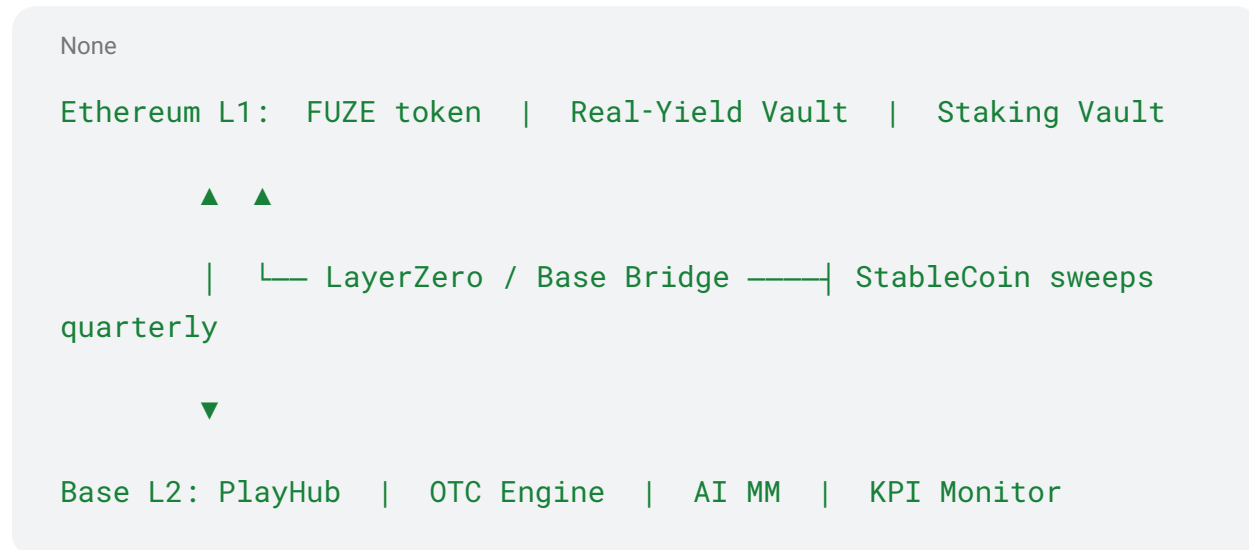 None
Ethereum L1:  FUZE token  |  Real-Yield Vault  |  Staking Vault
▲  ▲
│  └── LayerZero / Base Bridge ────┤ StableCoin sweeps
quarterly
▼
Base L2: PlayHub  |  OTC Engine  |  AI MM  |  KPI Monitor